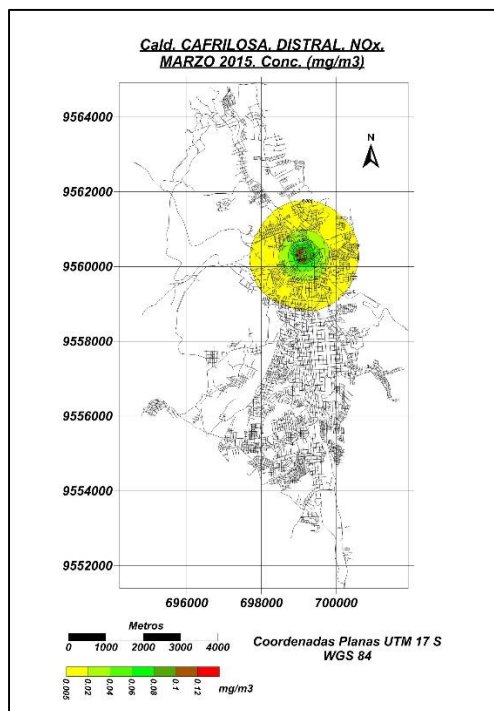 Cald. CAFRILOSA. DISTRAL. NOx.
MARZO 2015. Conc. (mg/m3)
9564000
N
9562000
9560000
9558000
9556000
9554000
9552000
696000 698000 700000
Metros
0 1000 2000 3000 4000
Coordenadas Planas UTM 17 S
WGS 84
0.005 0.02 0.04 0.06 0.08 0.1 0.12
mg/m3